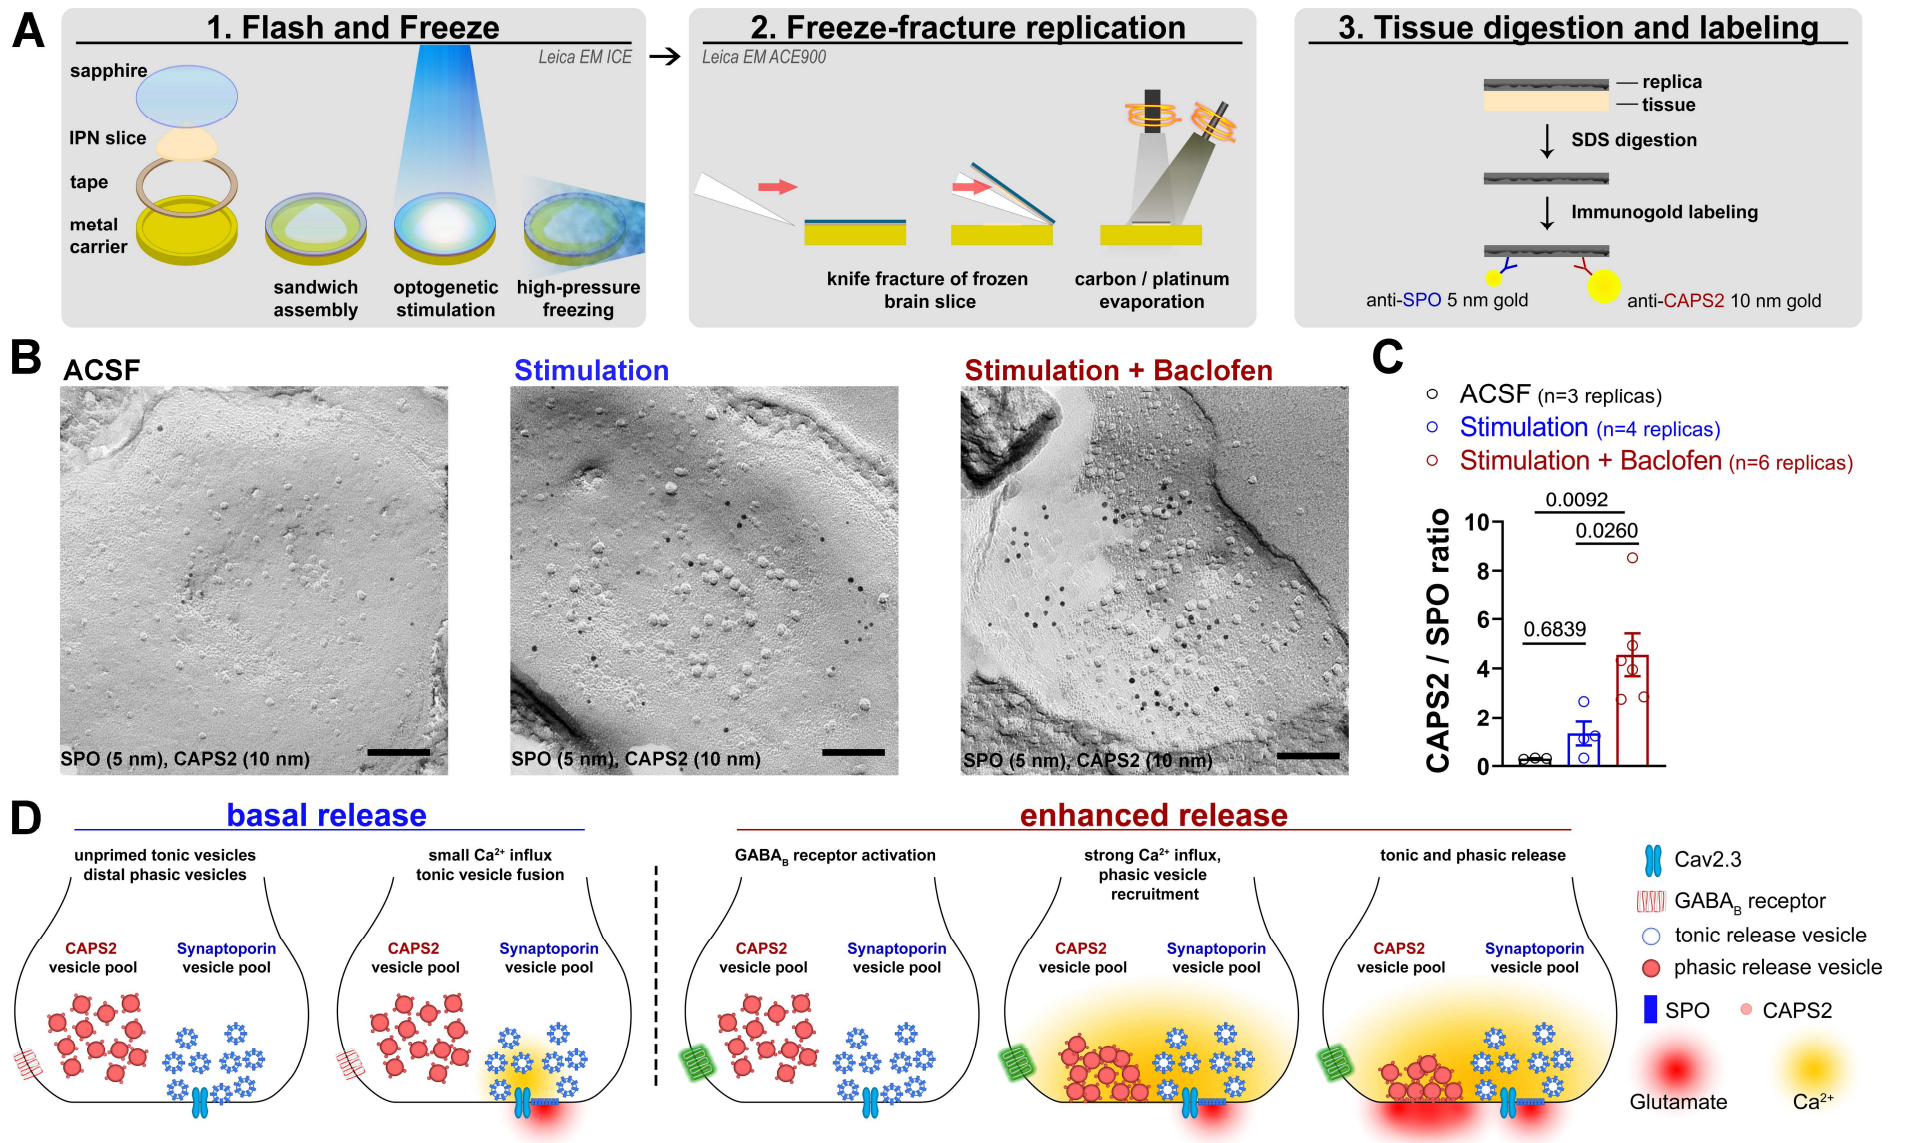 A
1. Flash and Freeze
Leica EM ICE
sapphire
IPN slice
tape
metal
carrier
sandwich
assembly
optogenetic
stimulation
high-pressure
freezing
2. Freeze-fracture replication
Leica EM ACE900
knife fracture of frozen
brain slice
carbon / platinum
evaporation
3. Tissue digestion and labeling
replica
tissue
SDS digestion
Immunogold labeling
anti-SPO 5 nm gold
anti-CAPS2 10 nm gold
B
ACSF
SPO (5 nm), CAPS2 (10 nm)
Stimulation
SPO (5 nm), CAPS2 (10 nm)
Stimulation + Baclofen
SPO (5 nm), CAPS2 (10 nm)
C
ACSF (n=3 replicas)
Stimulation (n=4 replicas)
Stimulation + Baclofen (n=6 replicas)
CAPS2 / SPO ratio
0.0092
0.0260
0.6839
10
8
6
4
2
0
D
basal release
unprimed tonic vesicles
distal phasic vesicles
CAPS2
vesicle pool
Synaptoporin
vesicle pool
small Ca²⁺ influx
tonic vesicle fusion
CAPS2
vesicle pool
Synaptoporin
vesicle pool
enhanced release
GABA_B receptor activation
CAPS2
vesicle pool
Synaptoporin
vesicle pool
strong Ca²⁺ influx,
phasic vesicle
recruitment
CAPS2
vesicle pool
Synaptoporin
vesicle pool
tonic and phasic release
CAPS2
vesicle pool
Synaptoporin
vesicle pool
Cav2.3
GABA_B receptor
tonic release vesicle
phasic release vesicle
SPO
CAPS2
Glutamate
Ca²⁺